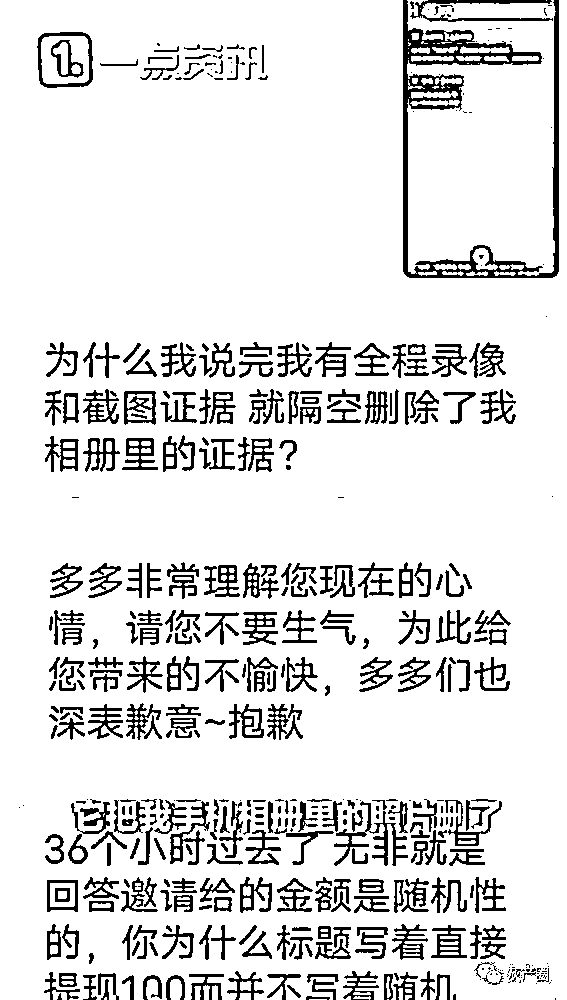 1. 一点资讯
为什么我说完我有全程录像
和截图证据 就隔空删除了我
相册里的证据?
多多非常理解您现在的心
情，请您不要生气，为此给
您带来的不愉快，多多们也
深表歉意~抱歉
它把我手机相册里的照片删了
36个小时过去了 无非就是
回答邀请给的金额是随机性
的，你为什么标题写着直接
提现100而并不写着随机
灰产圈